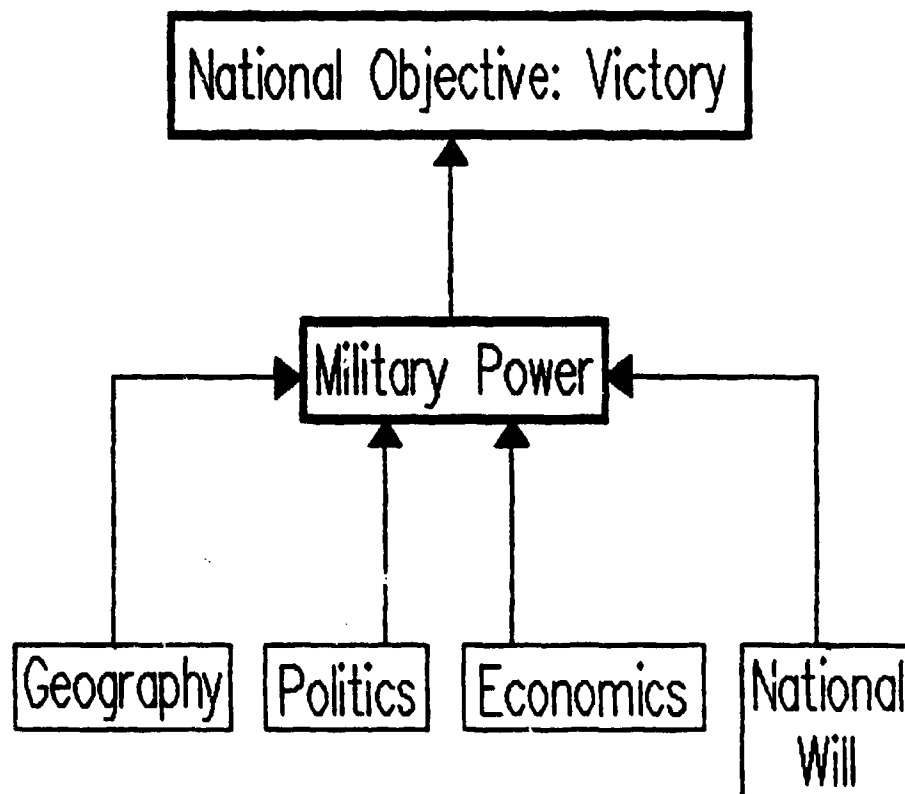 National Objective: Victory
Military Power
Geography
Politics
Economics
National
Will